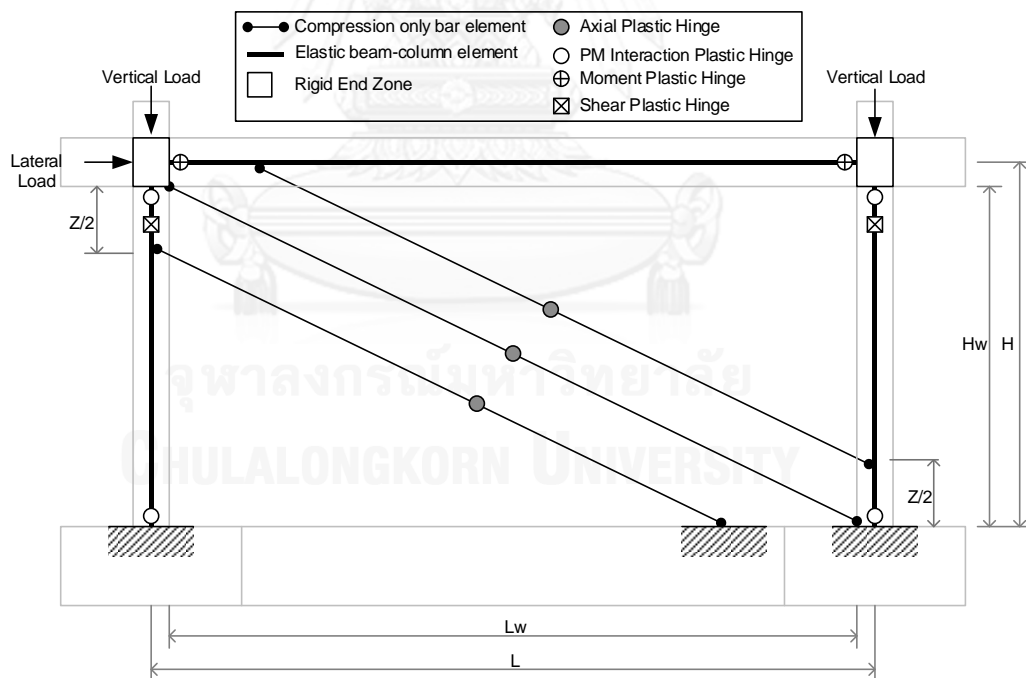 Compression only bar element
Axial Plastic Hinge
Elastic beam-column element
PM Interaction Plastic Hinge
Rigid End Zone
Moment Plastic Hinge
Shear Plastic Hinge
Vertical Load
Vertical Load
Lateral
Load
Z/2
Hw
H
จุฬาลงกรณ์มหาวิทยาลัย
CHULALONGKORN UNIVERSITY
Z/2
Lw
L